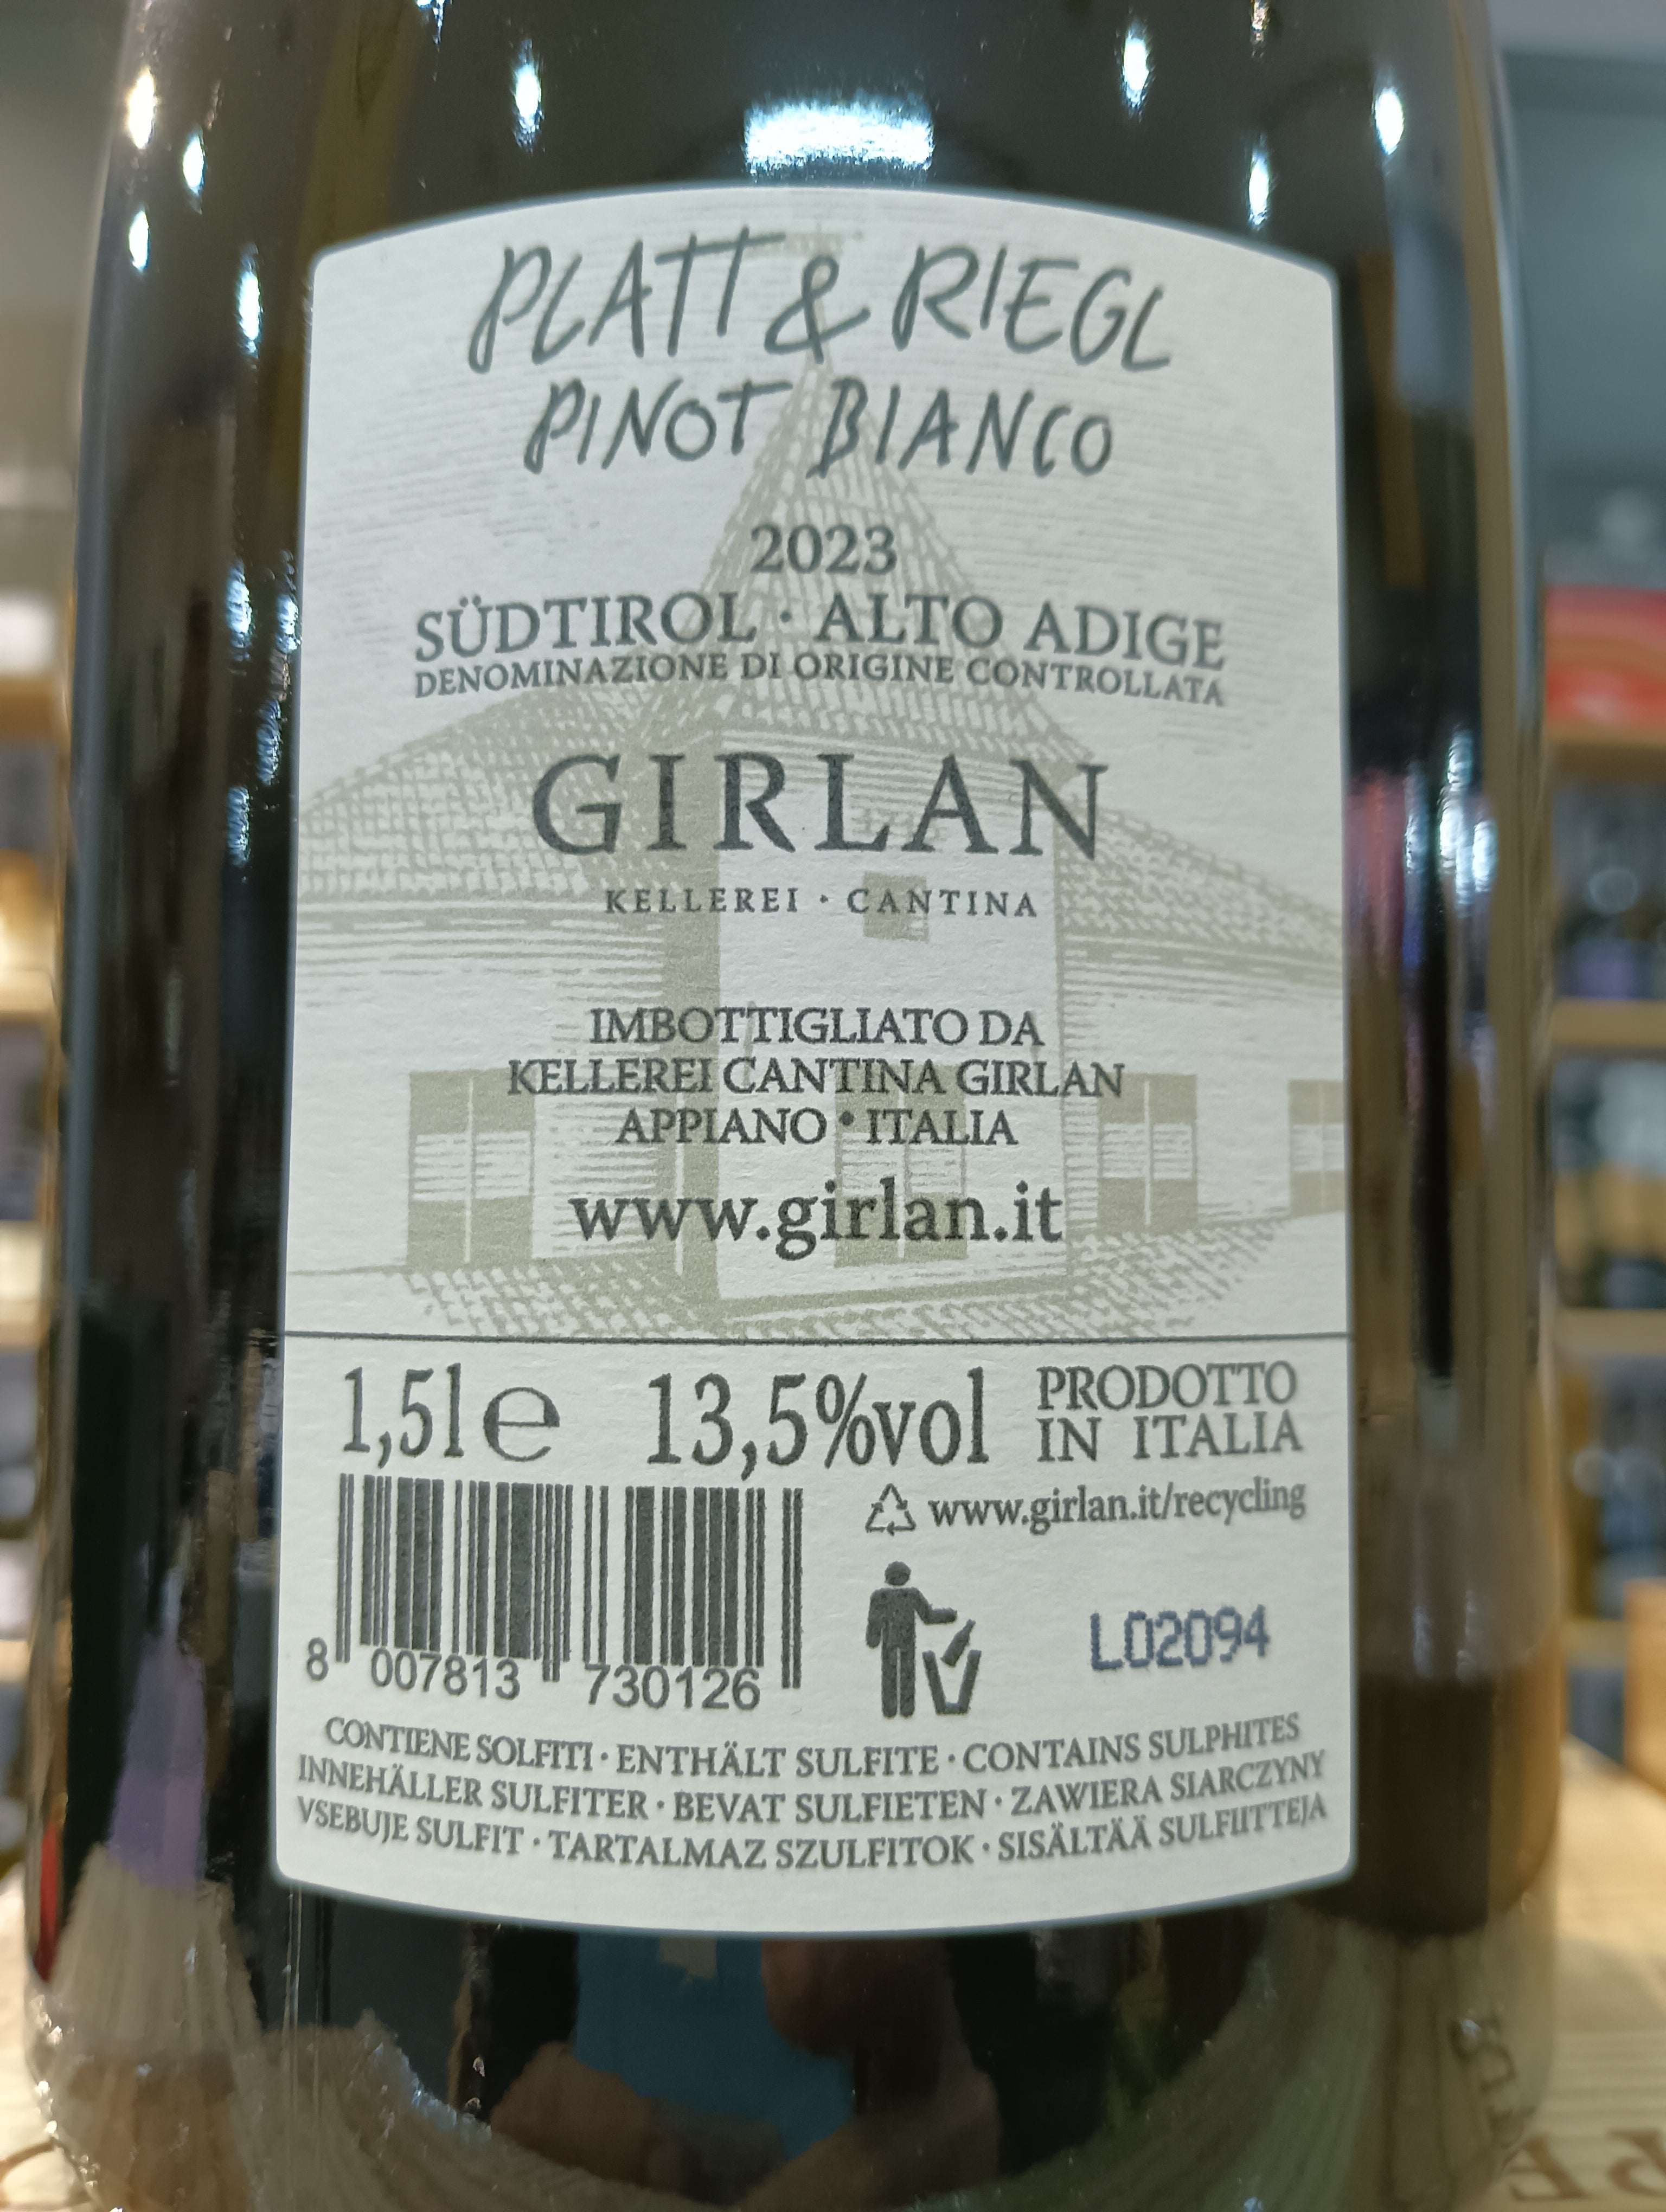 PLATT & RIEGL
PINOT BIANCO
2023
SÜDTIROL · ALTO ADIGE
DENOMINAZIONE DI ORIGINE CONTROLLATA
GIRLAN
KELLEREI · CANTINA
IMBOTTIGLIATO DA
KELLEREI CANTINA GIRLAN
APPIANO • ITALIA
www.girlan.it
1,5l e 13,5%vol
PRODOTTO
IN ITALIA
www.girlan.it/recycling
L02094
8 007813 730126
CONTIENE SOLFITI · ENTHÄLT SULFITE · CONTAINS SULPHITES
INNEHÄLLER SULFITER · BEVAT SULFIETEN · ZAWIERA SIARCZYNY
VSEBUJE SULFIT · TARTALMAZ SZULFITOK · SISÄLTÄÄ SULFIITTEJA